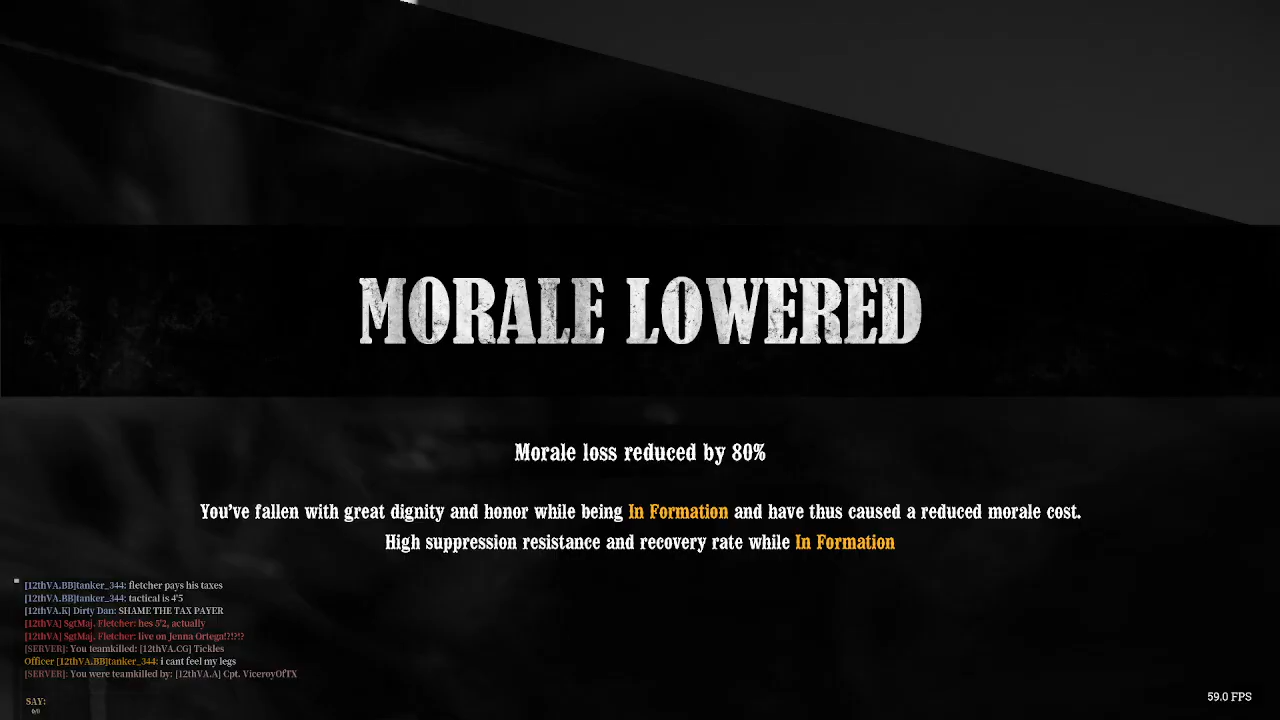 MORALE LOWERED
Morale loss reduced by 80%
You've fallen with great dignity and honor while being In Formation and have thus caused a reduced morale cost.
High suppression resistance and recovery rate while In Formation
[12thVA.BB]tanker_344: fletcher pays his taxes
[12thVA.BB]tanker_344: tactical is 4'5
[12thVA.K] Dirty Dan: SHAME THE TAX PAYER
[12thVA] SgtMaj. Fletcher: hes 5'2, actually
[12thVA] SgtMaj. Fletcher: live on Jenna Ortega!?!?!?
[SERVER]: You teamkilled: [12thVA.CG] Tickles
Officer [12thVA.BB]tanker_344: i cant feel my legs
[SERVER]: You were teamkilled by: [12thVA.A] Cpt. ViceroyOfTX
SAY:
0/0
59.0 FPS